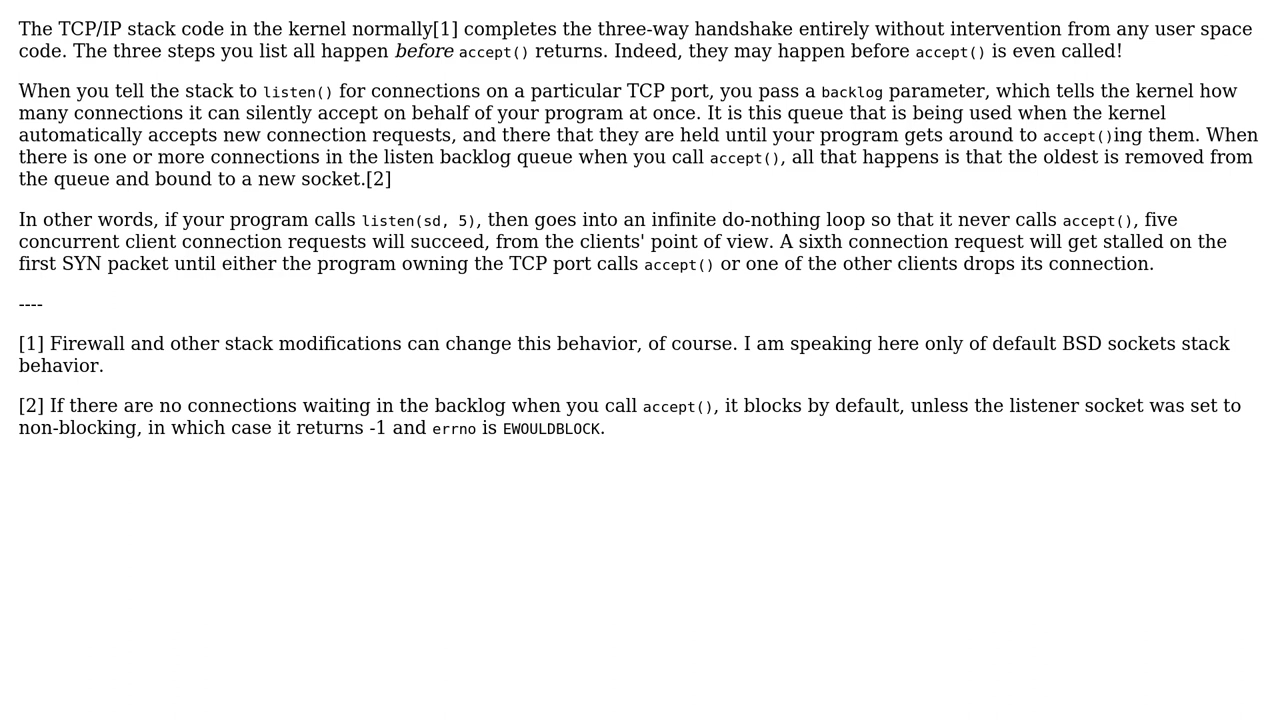 The TCP/IP stack code in the kernel normally[1] completes the three-way handshake entirely without intervention from any user space
code. The three steps you list all happen before accept() returns. Indeed, they may happen before accept() is even called!
When you tell the stack to listen() for connections on a particular TCP port, you pass a backlog parameter, which tells the kernel how
many connections it can silently accept on behalf of your program at once. It is this queue that is being used when the kernel
automatically accepts new connection requests, and there that they are held until your program gets around to accept()ing them. When
there is one or more connections in the listen backlog queue when you call accept(), all that happens is that the oldest is removed from
the queue and bound to a new socket.[2]
In other words, if your program calls listen(sd, 5), then goes into an infinite do-nothing loop so that it never calls accept(), five
concurrent client connection requests will succeed, from the clients' point of view. A sixth connection request will get stalled on the
first SYN packet until either the program owning the TCP port calls accept() or one of the other clients drops its connection.
----
[1] Firewall and other stack modifications can change this behavior, of course. I am speaking here only of default BSD sockets stack
behavior.
[2] If there are no connections waiting in the backlog when you call accept(), it blocks by default, unless the listener socket was set to
non-blocking, in which case it returns -1 and errno is EWOULDBLOCK.